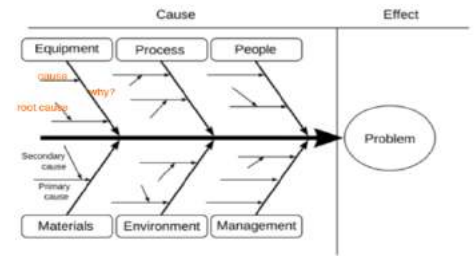 Cause Effect
Equipment Process People
cause
why?
root cause
Problem
Secondary
cause
Primary
cause
Materials Environment Management